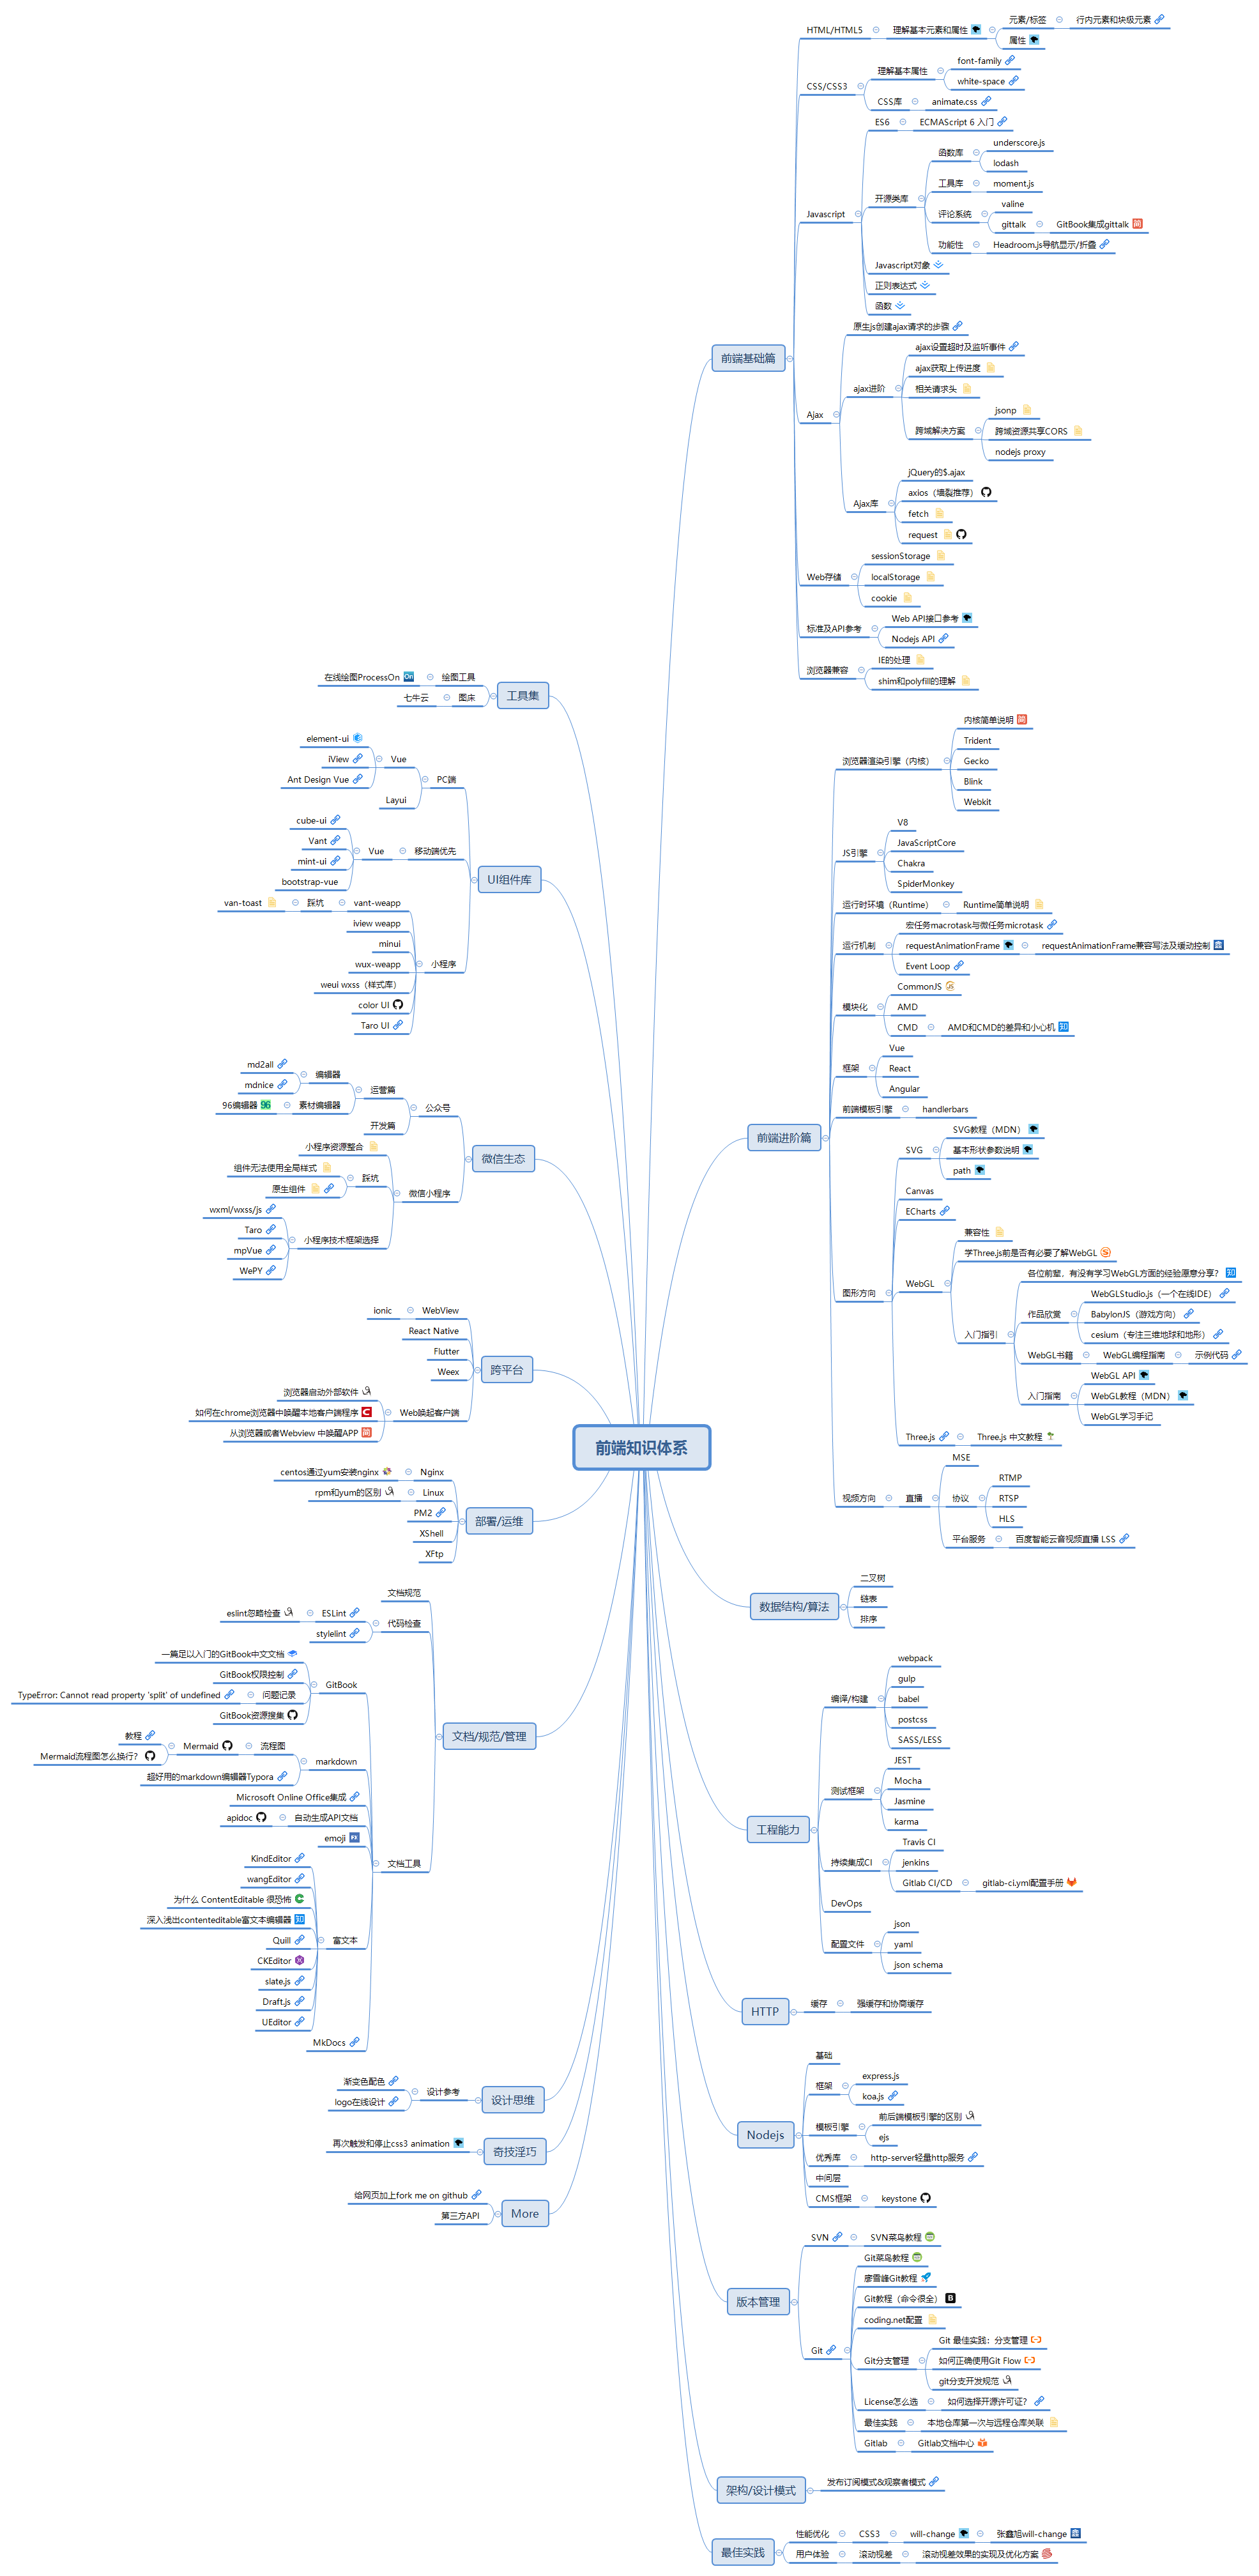 前端知识体系
前端基础篇
HTML/HTML5
理解基本元素和属性
元素/标签
行内元素和块级元素
属性
CSS/CSS3
理解基本属性
font-family
white-space
CSS库
animate.css
Javascript
ES6
ECMAScript 6 入门
开源类库
函数库
underscore.js
lodash
工具库
moment.js
评论系统
valine
gittalk
GitBook集成gittalk
功能性
Headroom.js导航显示/折叠
Javascript对象
正则表达式
函数
Ajax
原生js创建ajax请求的步骤
ajax进阶
ajax设置超时及监听事件
ajax获取上传进度
相关请求头
跨域解决方案
jsonp
跨域资源共享CORS
nodejs proxy
Ajax库
jQuery的$.ajax
axios（墙裂推荐）
fetch
request
Web存储
sessionStorage
localStorage
cookie
标准及API参考
Web API接口参考
Nodejs API
浏览器兼容
IE的处理
shim和polyfill的理解
前端进阶篇
浏览器渲染引擎（内核）
内核简单说明
Trident
Gecko
Blink
Webkit
JS引擎
V8
JavaScriptCore
Chakra
SpiderMonkey
运行时环境（Runtime）
Runtime简单说明
运行机制
宏任务macrotask与微任务microtask
requestAnimationFrame
requestAnimationFrame兼容写法及缓动控制
Event Loop
模块化
CommonJS
AMD
CMD
AMD和CMD的差异和小心机
框架
Vue
React
Angular
前端模板引擎
handlerbars
图形方向
SVG
SVG教程（MDN）
基本形状参数说明
path
Canvas
ECharts
WebGL
兼容性
学Three.js前是否有必要了解WebGL
入门指引
各位前辈，有没有学习WebGL方面的经验愿意分享？
作品欣赏
WebGLStudio.js（一个在线IDE）
BabylonJS（游戏方向）
cesium（专注三维地球和地形）
WebGL书籍
WebGL编程指南
示例代码
入门指南
WebGL API
WebGL教程（MDN）
WebGL学习手记
Three.js
Three.js 中文教程
视频方向
直播
MSE
协议
RTMP
RTSP
HLS
平台服务
百度智能云音视频直播 LSS
数据结构/算法
二叉树
链表
排序
工程能力
编译/构建
webpack
gulp
babel
postcss
SASS/LESS
测试框架
JEST
Mocha
Jasmine
karma
持续集成CI
Travis CI
jenkins
Gitlab CI/CD
gitlab-ci.yml配置手册
DevOps
配置文件
json
yaml
json schema
HTTP
缓存
强缓存和协商缓存
Nodejs
基础
框架
express.js
koa.js
模板引擎
前后端模板引擎的区别
ejs
优秀库
http-server轻量http服务
中间层
CMS框架
keystone
版本管理
SVN
SVN菜鸟教程
Git
Git菜鸟教程
廖雪峰Git教程
Git教程（命令很全）
coding.net配置
Git分支管理
Git 最佳实践：分支管理
如何正确使用Git Flow
git分支开发规范
License怎么选
如何选择开源许可证？
最佳实践
本地仓库第一次与远程仓库关联
Gitlab
Gitlab文档中心
架构/设计模式
发布订阅模式&观察者模式
最佳实践
性能优化
CSS3
will-change
张鑫旭will-change
用户体验
滚动视差
滚动视差效果的实现及优化方案
工具集
绘图工具
在线绘图ProcessOn
图床
七牛云
UI组件库
PC端
Vue
element-ui
iView
Ant Design Vue
Layui
移动端优先
Vue
cube-ui
Vant
mint-ui
bootstrap-vue
小程序
vant-weapp
踩坑
van-toast
iview weapp
minui
wux-weapp
weui wxss（样式库）
color UI
Taro UI
微信生态
公众号
运营篇
编辑器
md2all
mdnice
素材编辑器
96编辑器
开发篇
微信小程序
小程序资源整合
踩坑
组件无法使用全局样式
原生组件
小程序技术框架选择
wxml/wxss/js
Taro
mpVue
WePY
跨平台
WebView
ionic
React Native
Flutter
Weex
Web唤起客户端
浏览器启动外部软件
如何在chrome浏览器中唤醒本地客户端程序
从浏览器或者Webview 中唤醒APP
部署/运维
Nginx
centos通过yum安装nginx
Linux
rpm和yum的区别
PM2
XShell
XFtp
文档/规范/管理
文档规范
代码检查
ESLint
eslint忽略检查
stylelint
文档工具
GitBook
一篇足以入门的GitBook中文文档
GitBook权限控制
问题记录
TypeError: Cannot read property 'split' of undefined
GitBook资源搜集
markdown
流程图
Mermaid
教程
Mermaid流程图怎么换行？
超好用的markdown编辑器Typora
Microsoft Online Office集成
自动生成API文档
apidoc
emoji
富文本
KindEditor
wangEditor
为什么 ContentEditable 很恐怖
深入浅出contenteditable富文本编辑器
Quill
CKEditor
slate.js
Draft.js
UEditor
MkDocs
设计思维
设计参考
渐变色配色
logo在线设计
奇技淫巧
再次触发和停止css3 animation
More
给网页加上fork me on github
第三方API